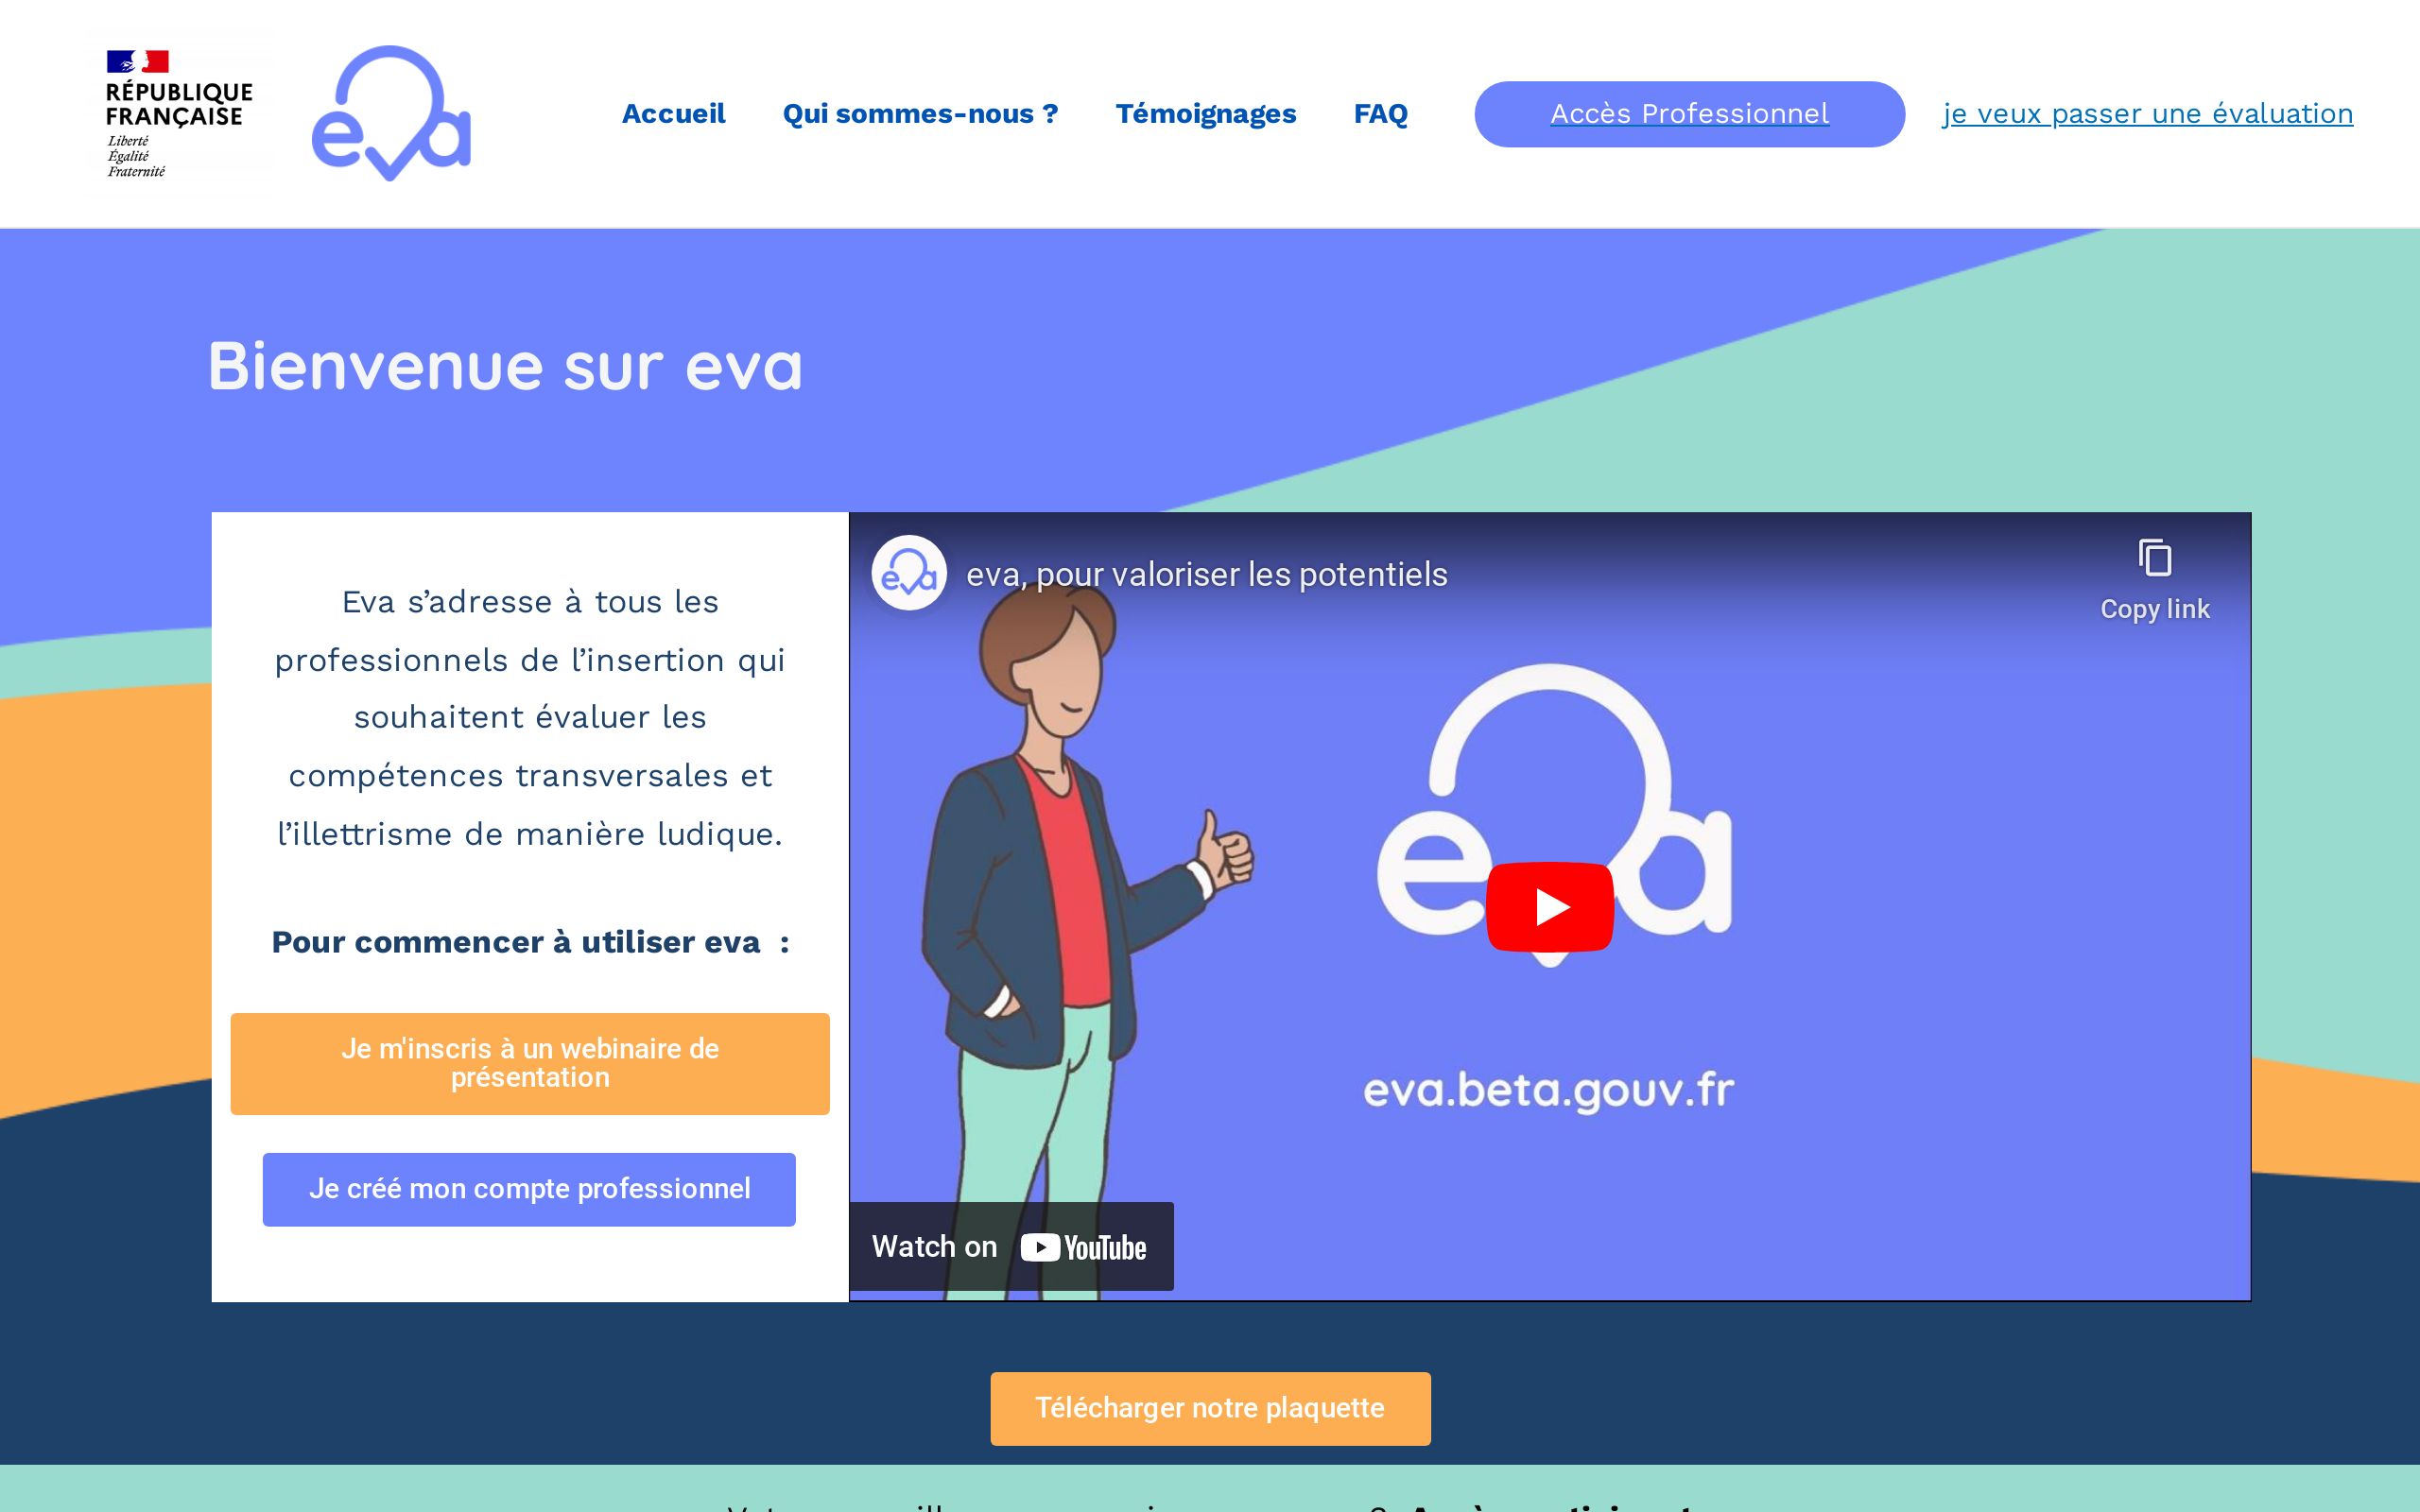 RÉPUBLIQUE
FRANÇAISE
Liberté
Égalité
Fraternité
eva
Accueil
Qui sommes-nous ?
Témoignages
FAQ
Accès Professionnel
je veux passer une évaluation
Bienvenue sur eva
Eva s’adresse à tous les
professionnels de l’insertion qui
souhaitent évaluer les
compétences transversales et
l’illettrisme de manière ludique.
Pour commencer à utiliser eva :
Je m'inscris à un webinaire de
présentation
Je créé mon compte professionnel
eva
eva, pour valoriser les potentiels
Copy link
eva
eva.beta.gouv.fr
Watch on YouTube
Télécharger notre plaquette